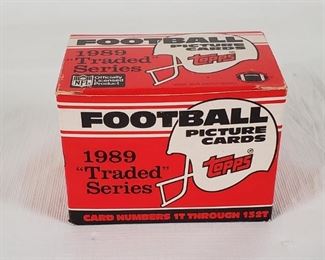 FOOTBALL
PICTURE
CARDS
1989
"Traded"
Series
TOPPS
NFL
Officially
Licensed
Product
FOOTBALL
PICTURE
CARDS
1989
"Traded"
Series
TOPPS
CARD NUMBERS 1T THROUGH 132T